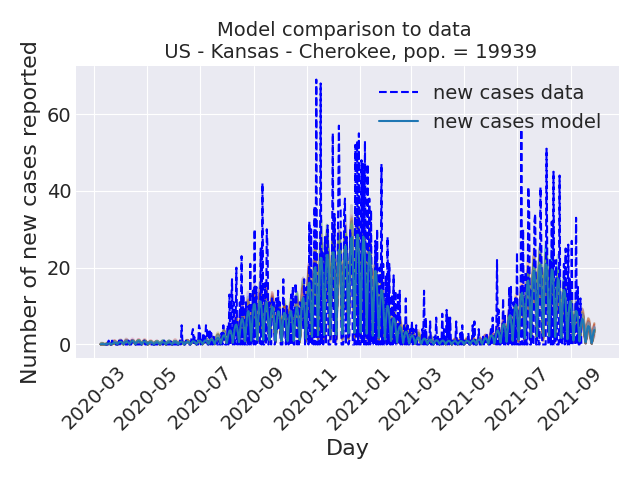 Model comparison to data
US - Kansas - Cherokee, pop. = 19939
Number of new cases reported
60
40
20
0
new cases data
new cases model
2020-03
2020-05
2020-07
2020-09
2020-11
2021-01
2021-03
2021-05
2021-07
2021-09
Day